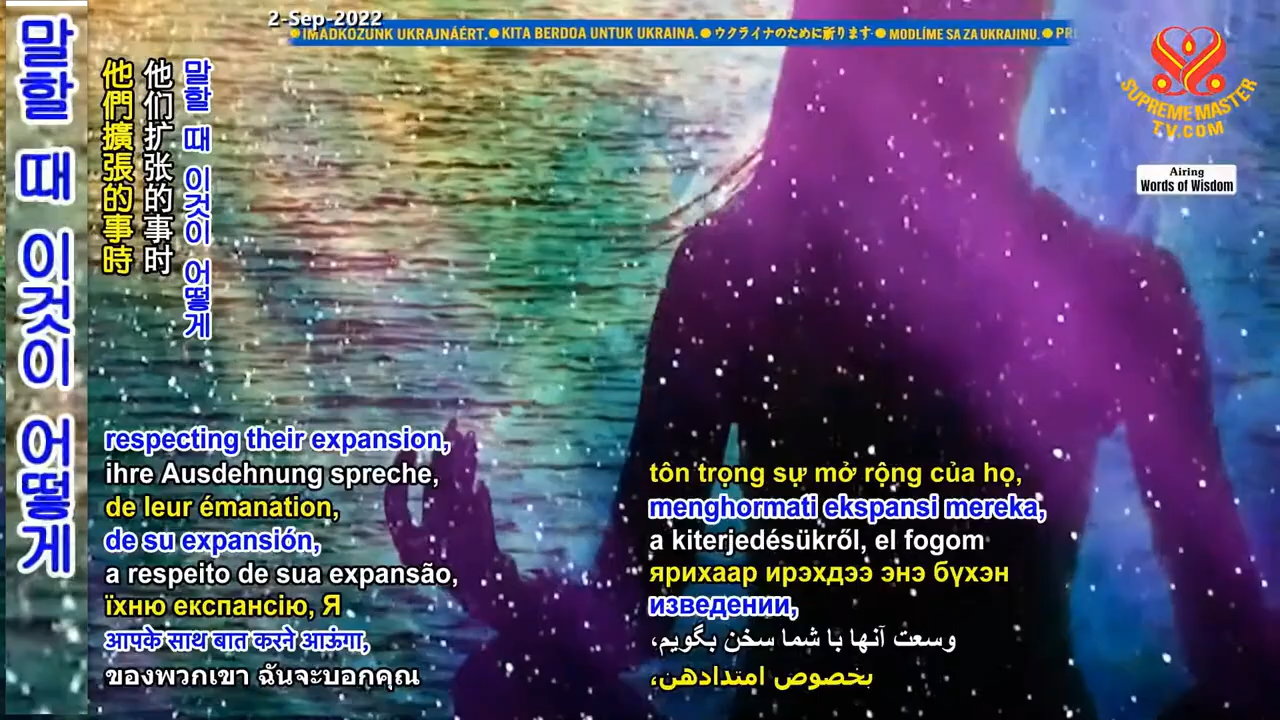 2-Sep-2022
IMÁDKOZUNK UKRAJNÁÉRT. ● KITA BERDOA UNTUK UKRAINA. ● ウクライナのために祈ります ● MODLÍME SA ZA UKRAJINU. ● PR
SUPREME MASTER
TV.COM
Airing
Words of Wisdom
말할 때 이것이 어떻게
他們擴張的事時
他们扩张的事时
말할 때 이것이 어떻게
respecting their expansion,
ihre Ausdehnung spreche,
de leur émanation,
de su expansión,
a respeito de sua expansão,
їхню експансію, Я
आपके साथ बात करने आऊंगा,
ของพวกเขา ฉันจะบอกคุณ
tôn trọng sự mở rộng của họ,
menghormati ekspansi mereka,
a kiterjedésükről, el fogom
ярихаар ирэхдээ энэ бүхэн
изведении,
وسعت آنها با شما سخن بگویم،
بخصوص امتدادهن،